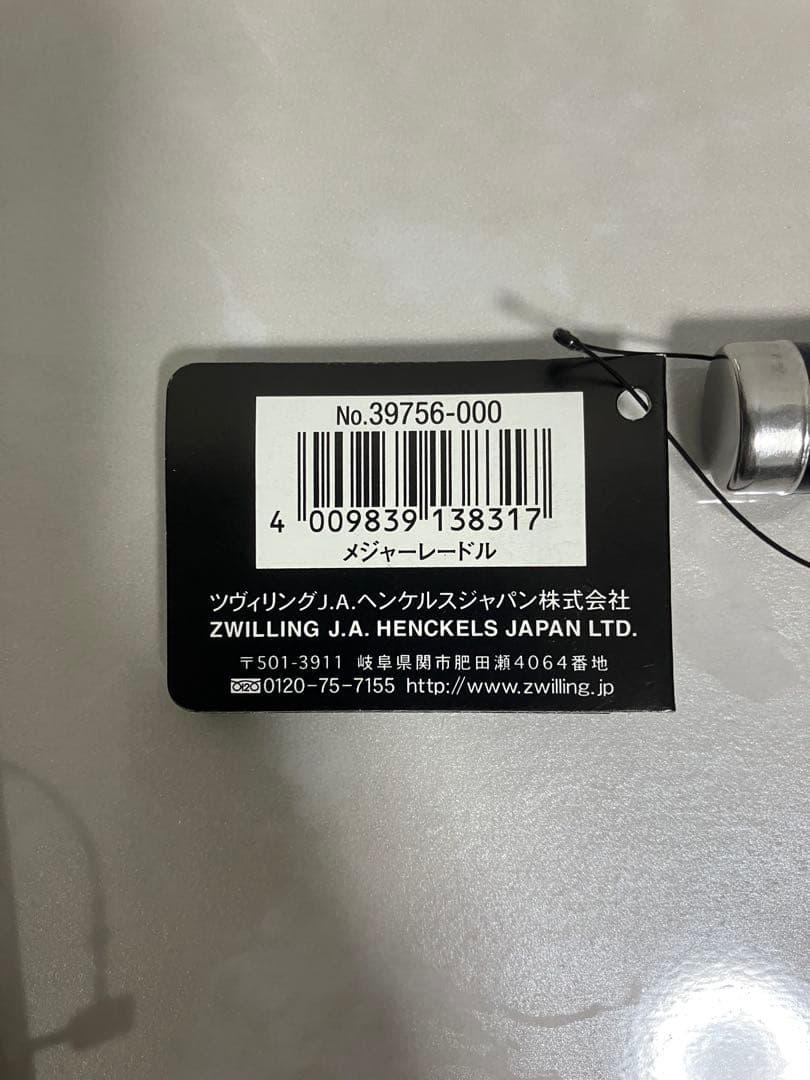 No.39756-000
4 009839 138317
メジャーレードル
ツヴィリングJ.A.ヘンケルスジャパン株式会社
ZWILLING J.A. HENCKELS JAPAN LTD.
〒501-3911 岐阜県関市肥田瀬4064番地
0120-75-7155 http://www.zwilling.jp